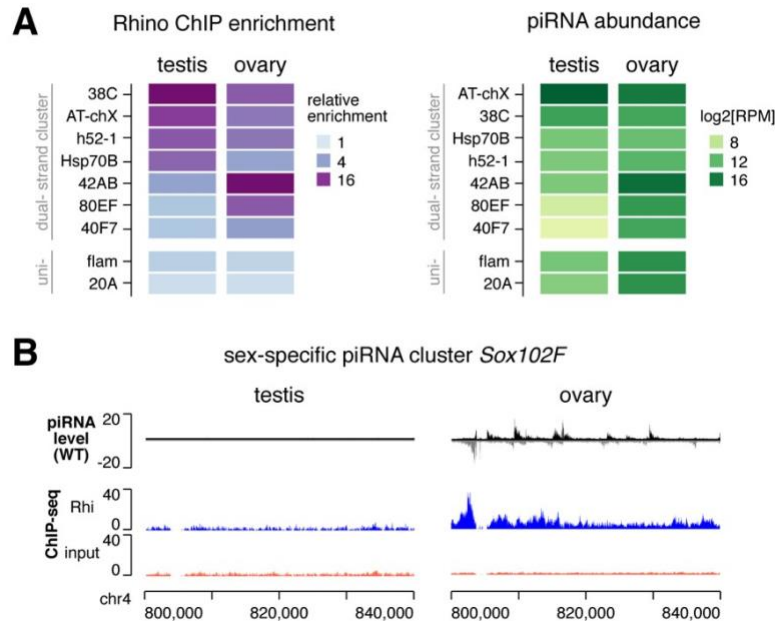 A
Rhino ChIP enrichment
piRNA abundance
testis ovary
testis ovary
dual- strand cluster
38C
AT-chX
h52-1
Hsp70B
42AB
80EF
40F7
uni-
flam
20A
relative
enrichment
1
4
16
dual- strand cluster
AT-chX
38C
Hsp70B
h52-1
42AB
80EF
40F7
uni-
flam
20A
log2[RPM]
8
12
16
B
sex-specific piRNA cluster Sox102F
testis
ovary
piRNA
level
(WT)
20
-20
ChIP-seq
Rhi
40
0
input
40
0
chr4
800,000 820,000 840,000
800,000 820,000 840,000